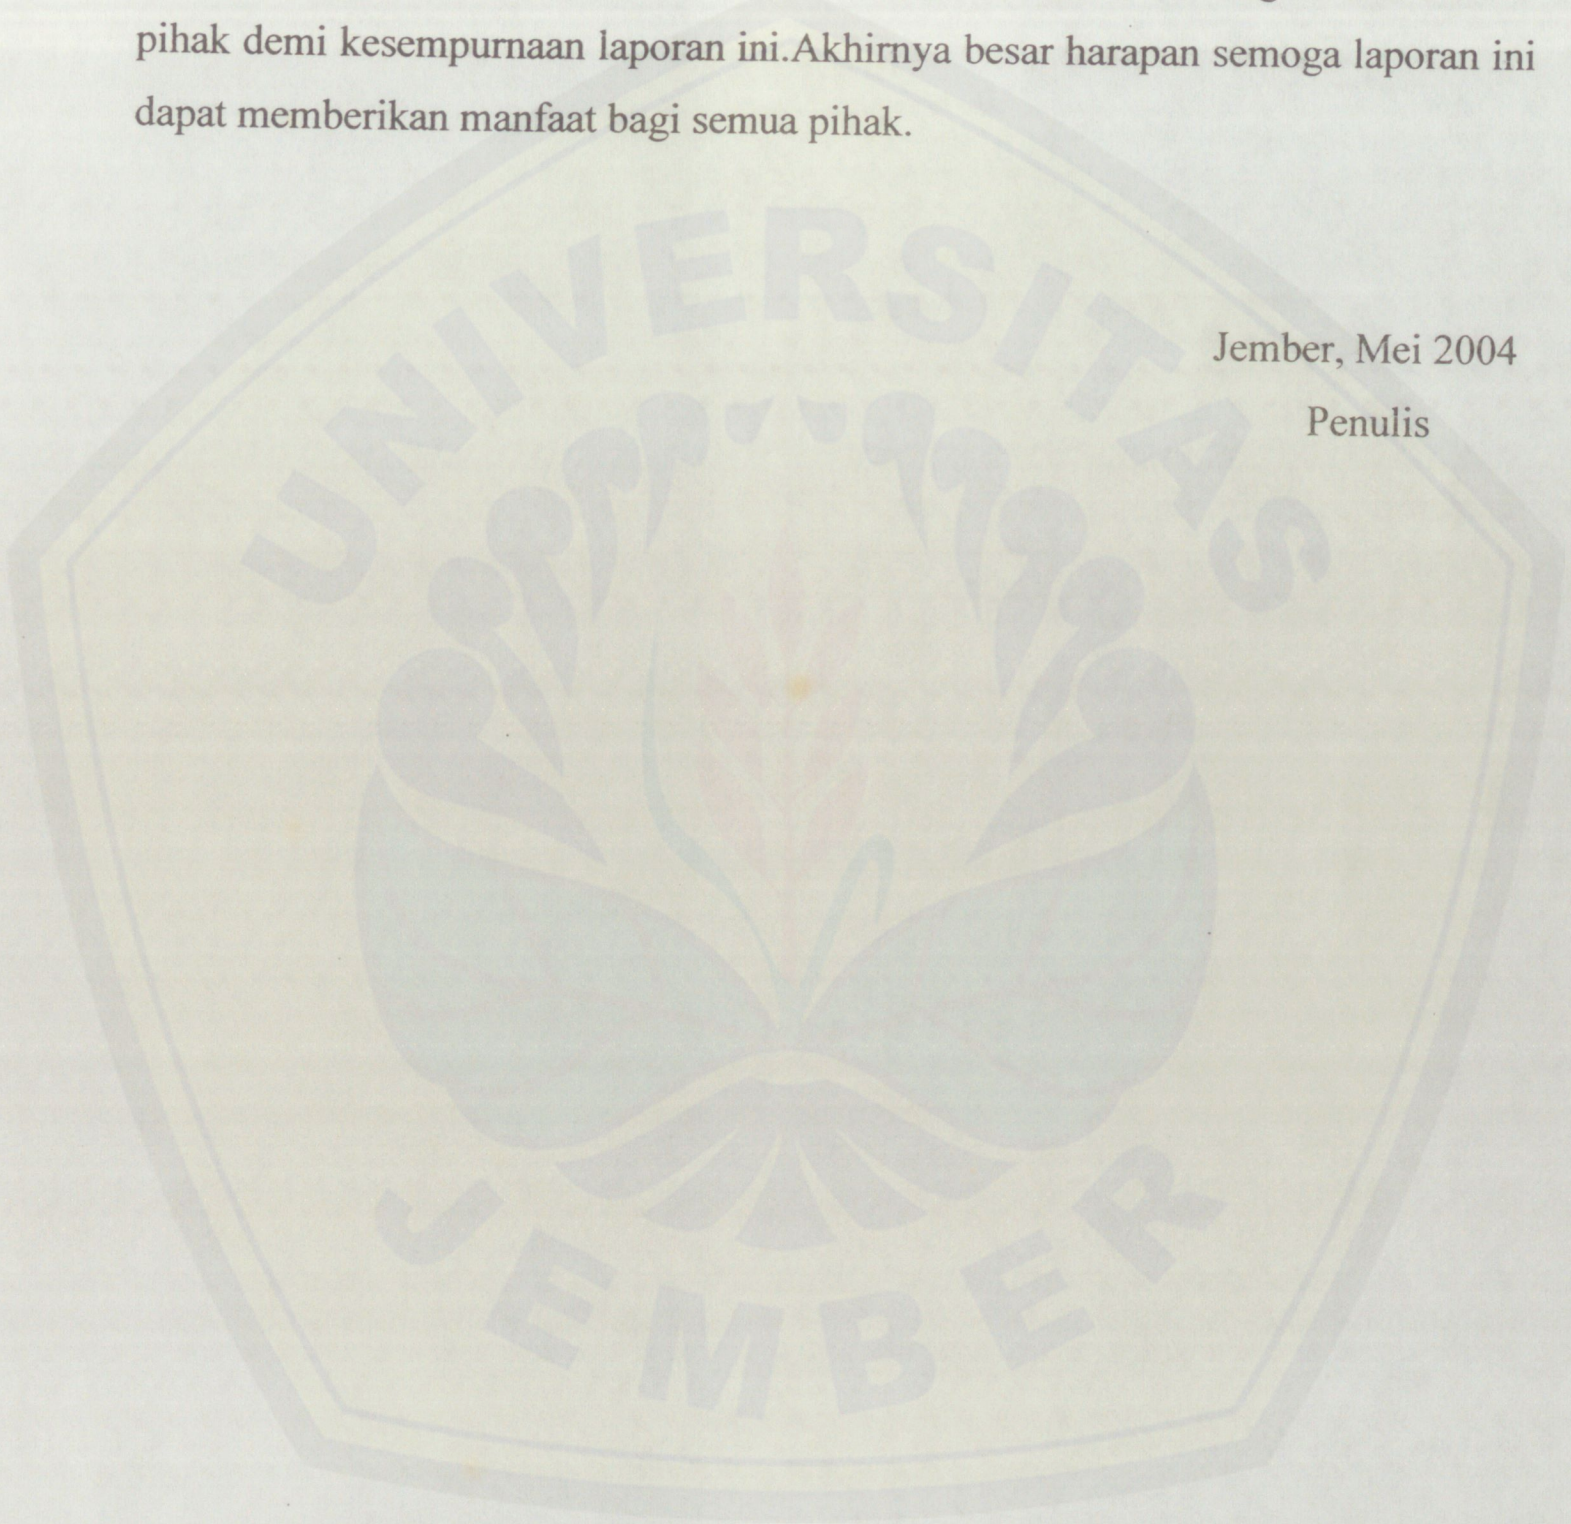 pihak demi kesempurnaan laporan ini.Akhirnya besar harapan semoga laporan ini
dapat memberikan manfaat bagi semua pihak.
Jember, Mei 2004
Penulis
UNIVERSITAS
JEMBER